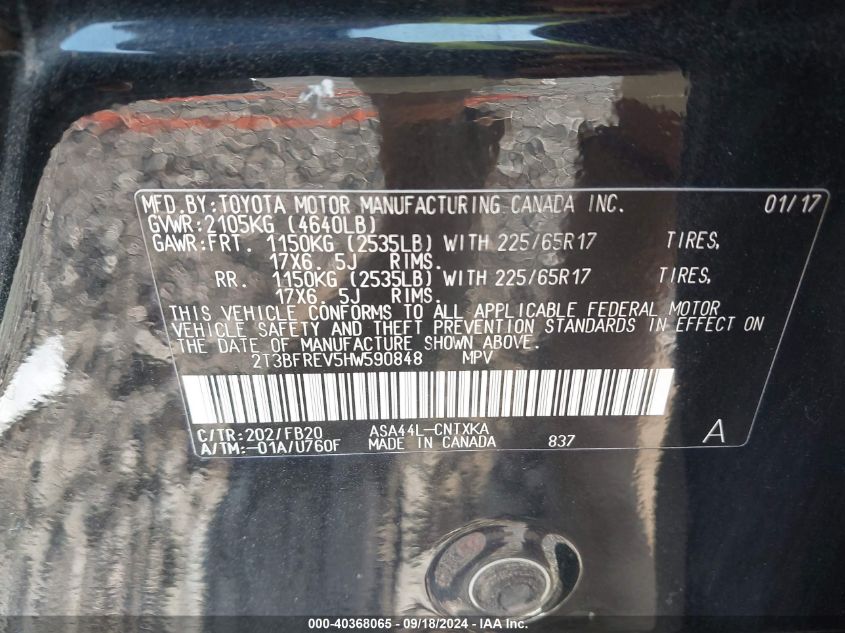 MFD.BY:TOYOTA MOTOR MANUFACTURING CANADA INC. 01/17
GVWR:2105KG (4640LB)
GAWR:FRT. 1150KG (2535LB) WITH 225/65R17 TIRES,
17X6. 5J RIMS.
RR. 1150KG (2535LB) WITH 225/65R17 TIRES,
17X6. 5J RIMS.
THIS VEHICLE CONFORMS TO ALL APPLICABLE FEDERAL MOTOR
VEHICLE SAFETY AND THEFT PREVENTION STANDARDS IN EFFECT ON
THE DATE OF MANUFACTURE SHOWN ABOVE.
2T3BFREV5HW590848 MPV
C/TR:202/FB20 ASA44L-CNTXKA
A/TM:-01A/U760F MADE IN CANADA 837 A
000-40368065 - 09/18/2024 - IAA Inc.